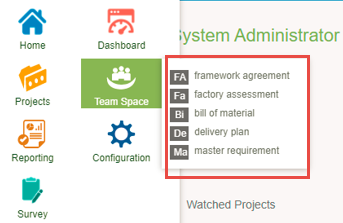 Home
Dashboard
System Administrator
Projects
Team Space
FA framework agreement
Fa factory assessment
Bi bill of material
De delivery plan
Ma master requirement
Reporting
Configuration
Survey
Watched Projects